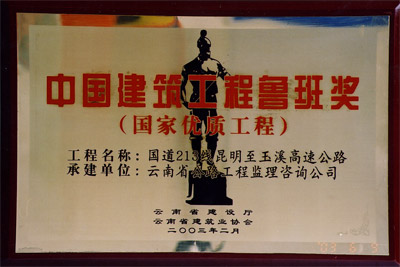 中国建筑工程鲁班奖
(国家优质工程)
工程名称：国道213线昆明至玉溪高速公路
承建单位：云南省公路工程监理咨询公司
云南省建设厅
云南省建筑业协会
二〇〇三年二月